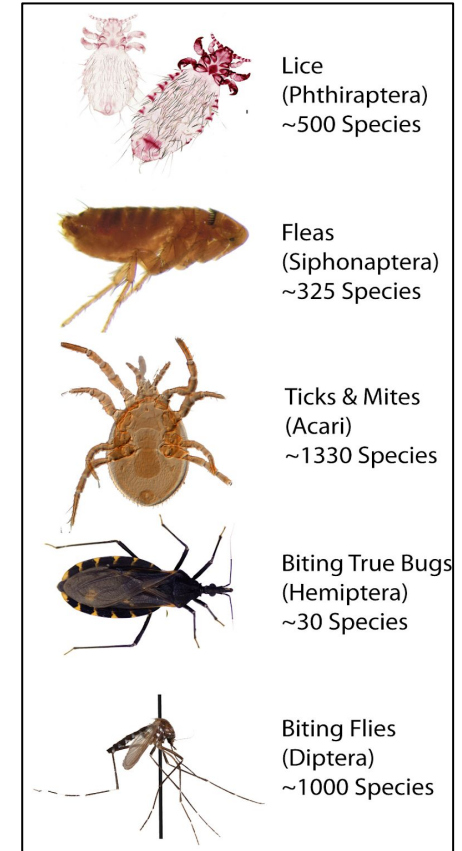 Lice
(Phthiraptera)
~500 Species
Fleas
(Siphonaptera)
~325 Species
Ticks & Mites
(Acari)
~1330 Species
Biting True Bugs
(Hemiptera)
~30 Species
Biting Flies
(Diptera)
~1000 Species